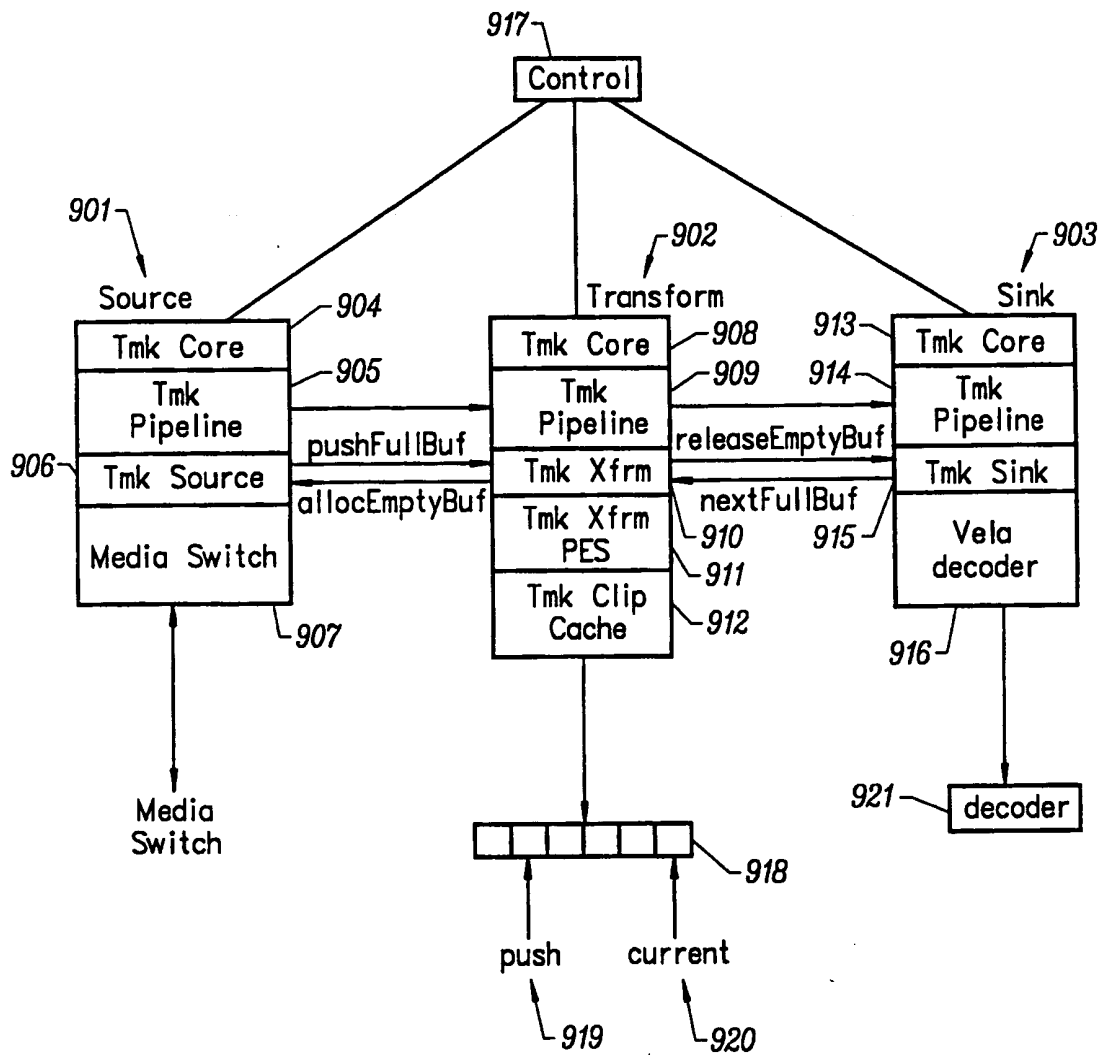 917
Control
901
902
903
Source
Transform
Sink
904
Tmk Core
905
Tmk
Pipeline
pushFullBuf
906
Tmk Source
allocEmptyBuf
Media Switch
907
Media
Switch
Tmk Core
908
Tmk
Pipeline
909
releaseEmptyBuf
Tmk Xfrm
nextFullBuf
910
Tmk Xfrm
PES
911
Tmk Clip
Cache
912
913
Tmk Core
914
Tmk
Pipeline
Tmk Sink
915
Vela
decoder
916
921
decoder
918
push
current
919
920